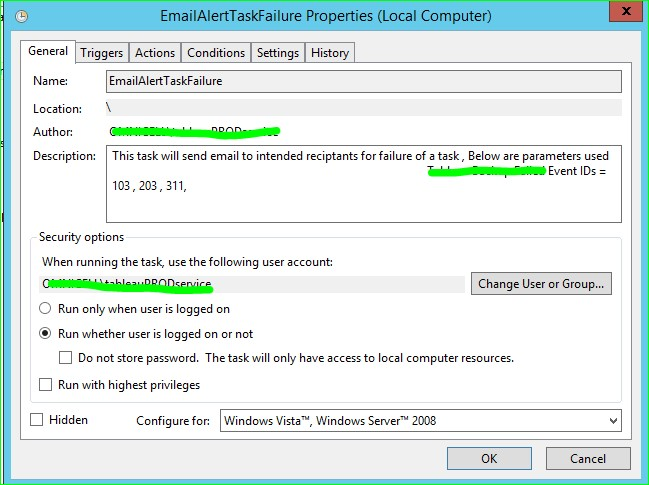 EmailAlertTaskFailure Properties (Local Computer)
x
General Triggers Actions Conditions Settings History
Name: EmailAlertTaskFailure
Location: \
Author:
Description: This task will send email to intended reciptants for failure of a task , Below are parameters used
Event IDs =
103 , 203 , 311,
Security options
When running the task, use the following user account:
Change User or Group...
Run only when user is logged on
Run whether user is logged on or not
Do not store password. The task will only have access to local computer resources.
Run with highest privileges
Hidden Configure for: Windows Vista™, Windows Server™ 2008
OK Cancel